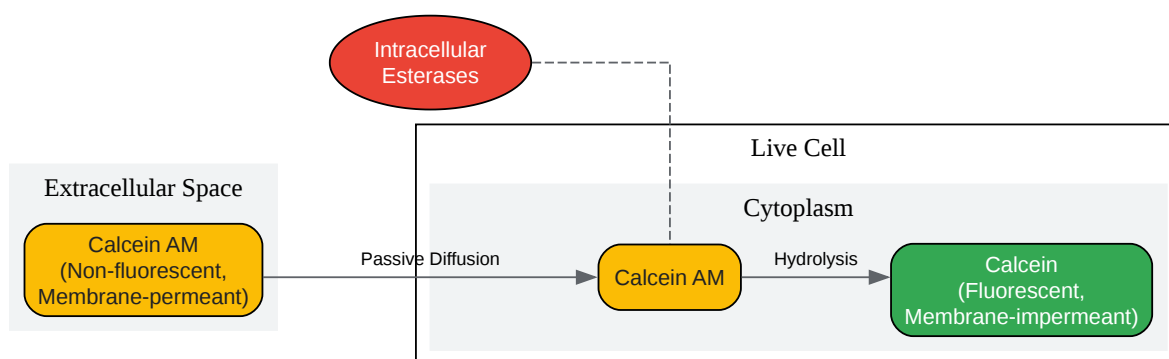 Intracellular
Esterases
Live Cell
Extracellular Space
Cytoplasm
Calcein AM
(Non-fluorescent,
Membrane-permeant)
Passive Diffusion
Calcein AM
Hydrolysis
Calcein
(Fluorescent,
Membrane-impermeant)